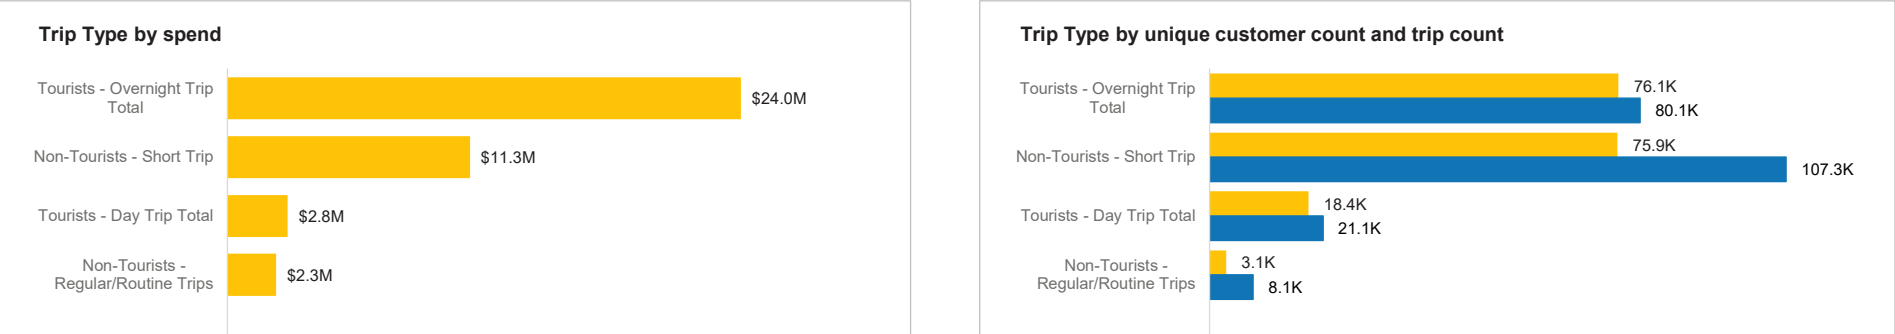 Trip Type by spend
Tourists - Overnight Trip
Total
$24.0M
Non-Tourists - Short Trip
$11.3M
Tourists - Day Trip Total
$2.8M
Non-Tourists -
Regular/Routine Trips
$2.3M
Trip Type by unique customer count and trip count
Tourists - Overnight Trip
Total
76.1K
80.1K
Non-Tourists - Short Trip
75.9K
107.3K
Tourists - Day Trip Total
18.4K
21.1K
Non-Tourists -
Regular/Routine Trips
3.1K
8.1K